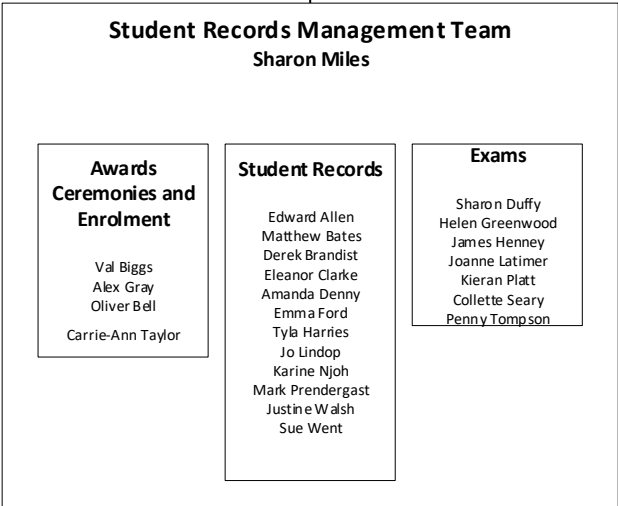 Student Records Management Team
Sharon Miles
Awards
Ceremonies and
Enrolment
Val Biggs
Alex Gray
Oliver Bell
Carrie-Ann Taylor
Student Records
Edward Allen
Matthew Bates
Derek Brandist
Eleanor Clarke
Amanda Denny
Emma Ford
Tyla Harries
Jo Lindop
Karine Njoh
Mark Prendergast
Justine Walsh
Sue Went
Exams
Sharon Duffy
Helen Greenwood
James Henney
Joanne Latimer
Kieran Platt
Collette Seary
Penny Tompson